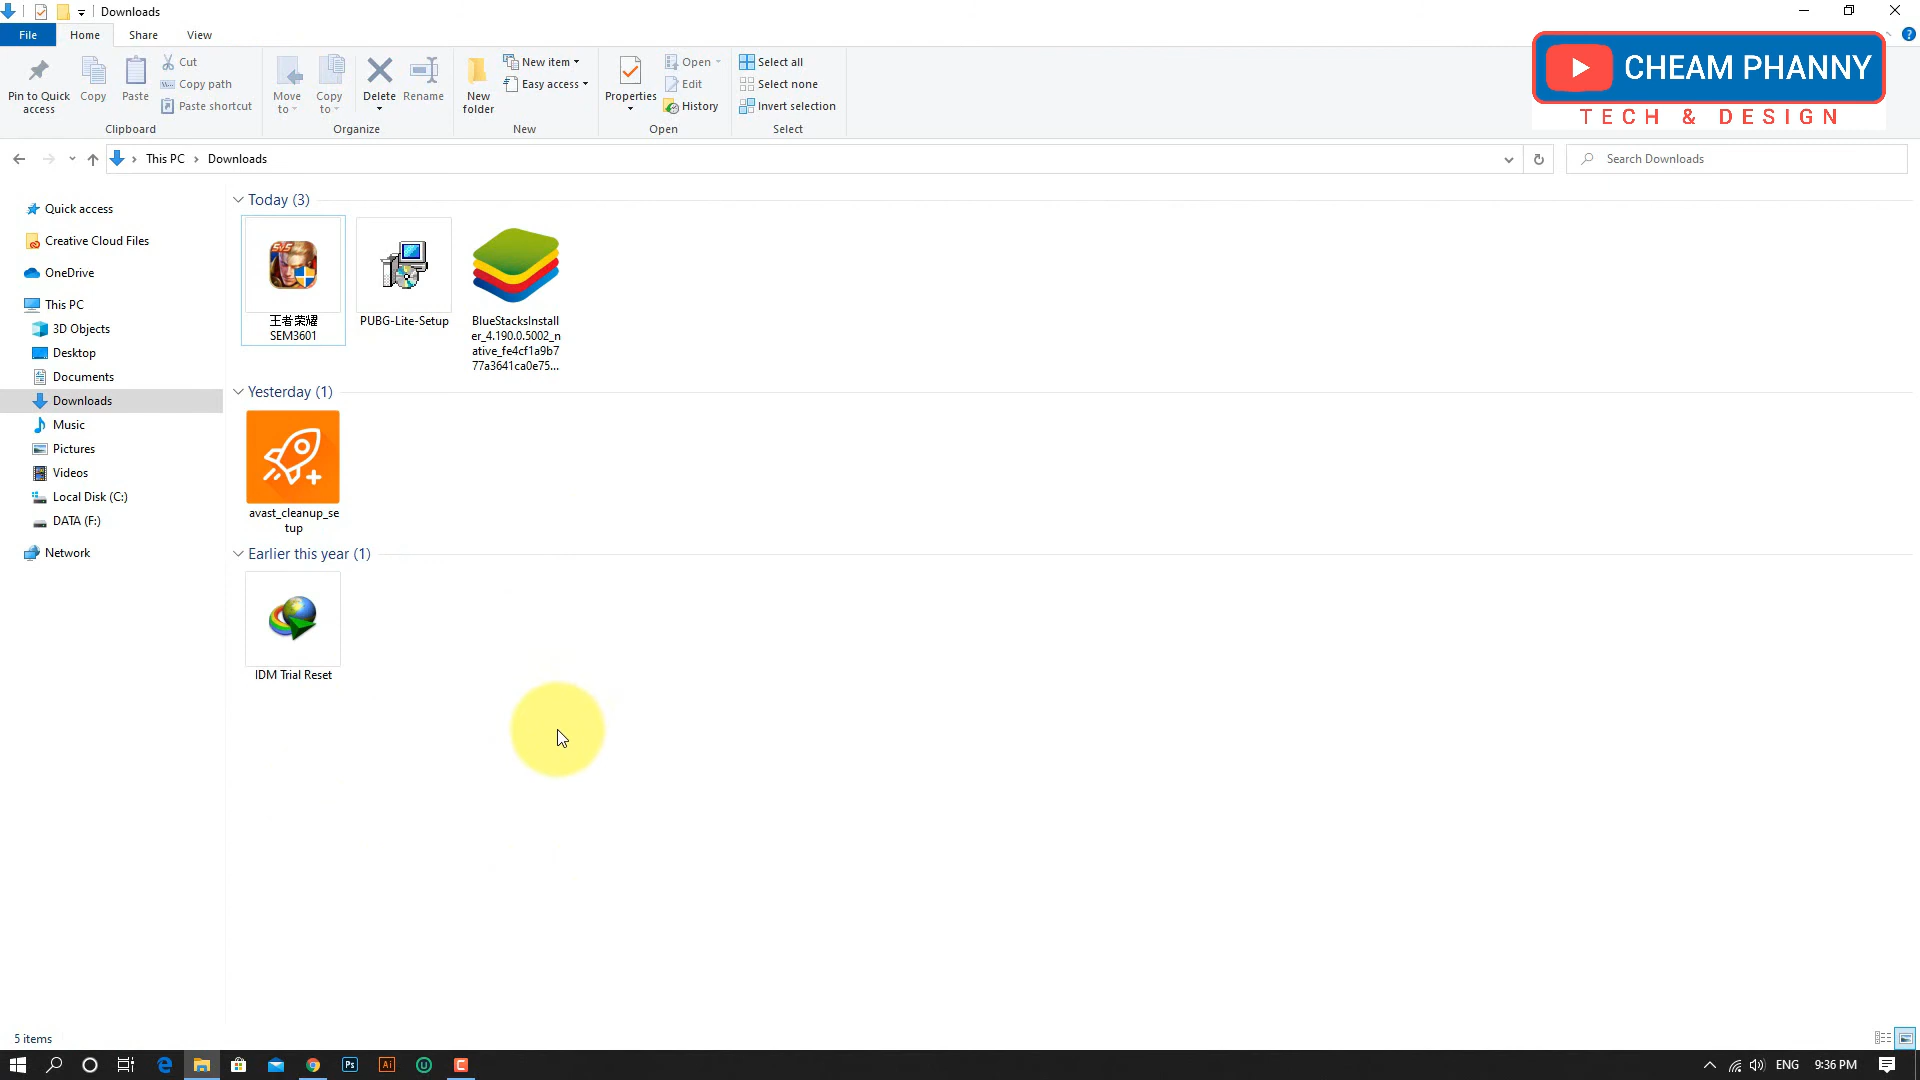 Downloads
File
Home
Share
View
Pin to Quick access
Copy
Paste
Cut
Copy path
Paste shortcut
Clipboard
Move to
Copy to
Delete
Rename
Organize
New folder
New item
Easy access
New
Properties
Open
Edit
History
Open
Select all
Select none
Invert selection
Select
CHEAM PHANNY
TECH & DESIGN
This PC
Downloads
Search Downloads
Quick access
Creative Cloud Files
OneDrive
This PC
3D Objects
Desktop
Documents
Downloads
Music
Pictures
Videos
Local Disk (C:)
DATA (F:)
Network
Today (3)
5V5
王者荣耀
SEM3601
PUBG-Lite-Setup
BlueStacksInstall
er_4.190.0.5002_n
ative_fe4cf1a9b7
77a3641ca0e75...
Yesterday (1)
avast_cleanup_se
tup
Earlier this year (1)
IDM Trial Reset
5 items
Ps
Ai
U
C
ENG
9:36 PM